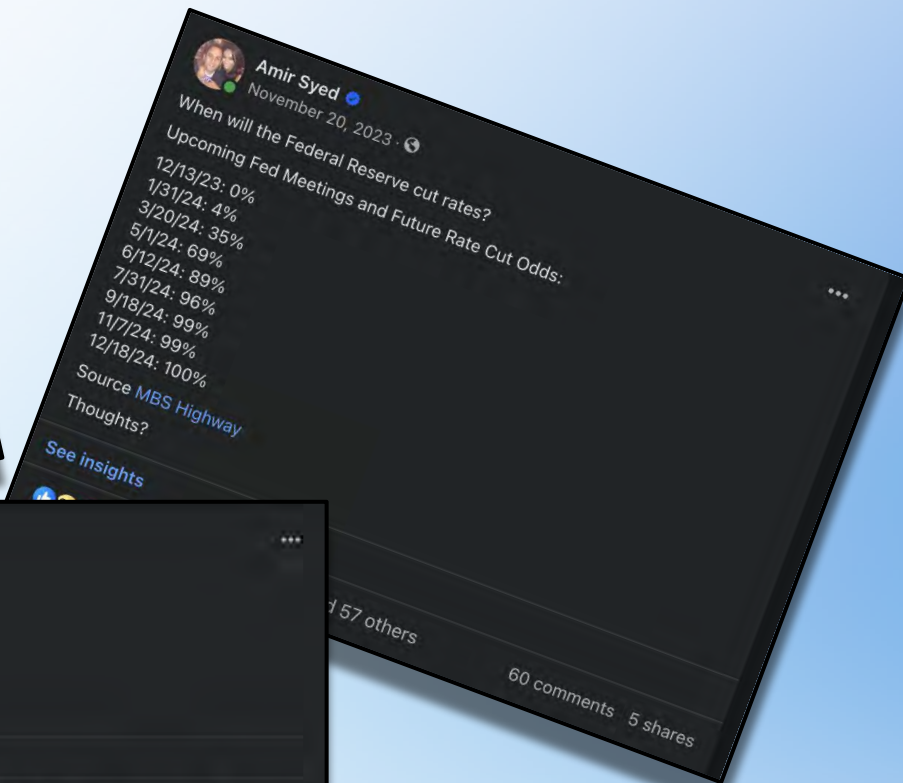 Amir Syed
November 20, 2023 ·
When will the Federal Reserve cut rates?
Upcoming Fed Meetings and Future Rate Cut Odds:
12/13/23: 0%
1/31/24: 4%
3/20/24: 35%
5/1/24: 69%
6/12/24: 89%
7/31/24: 96%
9/18/24: 99%
11/7/24: 99%
12/18/24: 100%
Source MBS Highway
Thoughts?
See insights
57 others
60 comments 5 shares